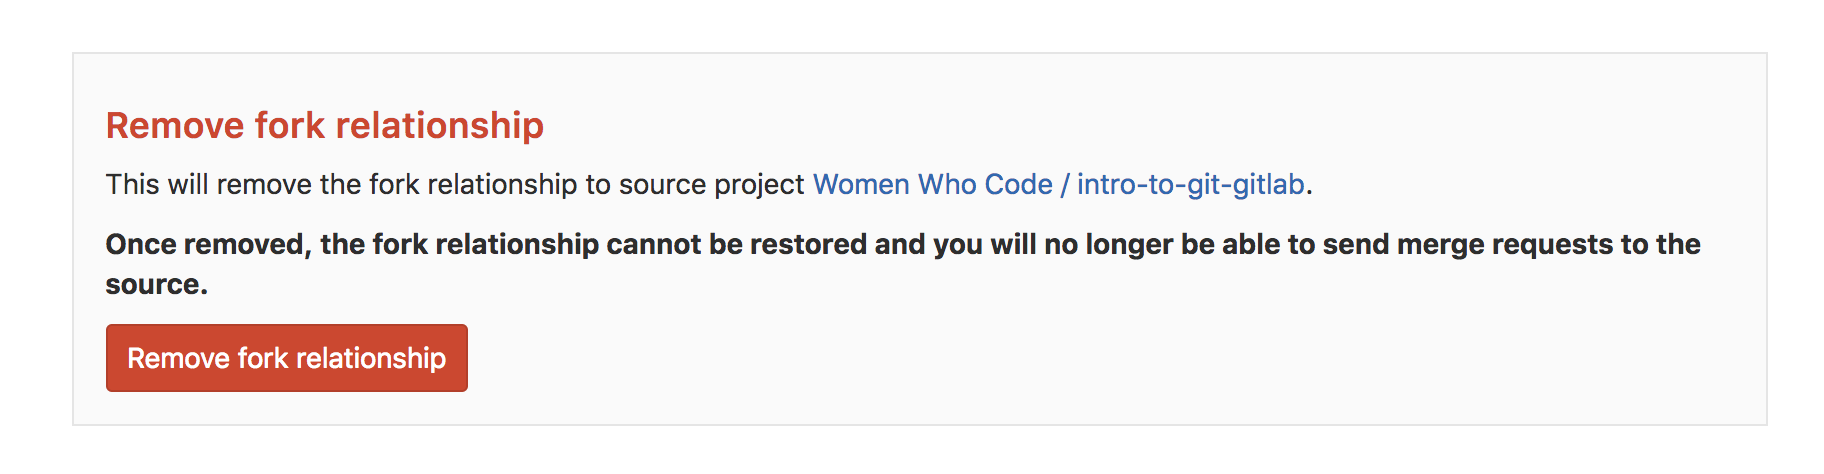 Remove fork relationship
This will remove the fork relationship to source project Women Who Code / intro-to-git-gitlab.
Once removed, the fork relationship cannot be restored and you will no longer be able to send merge requests to the
source.
Remove fork relationship